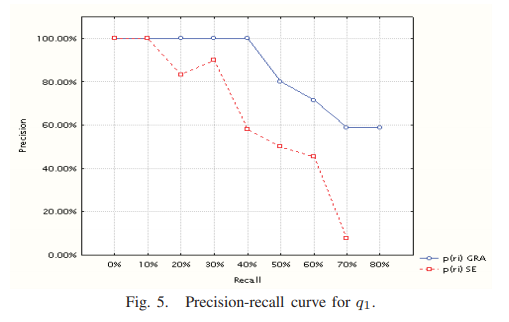 100.00%
80.00%
60.00%
40.00%
20.00%
0.00%
Precision
0% 10% 20% 30% 40% 50% 60% 70% 80%
Recall
p(ri) GRA
p(ri) SE
Fig. 5. Precision-recall curve for q1.